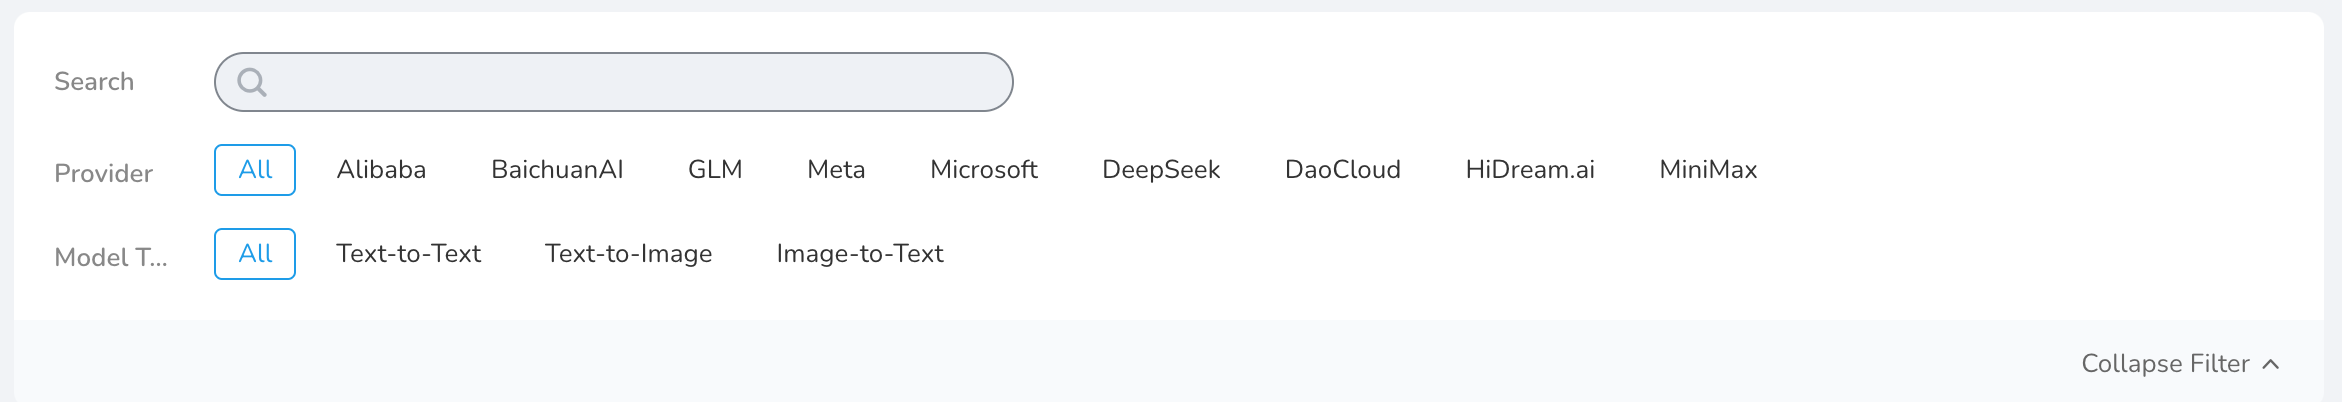 Search
Provider All Alibaba BaichuanAI GLM Meta Microsoft DeepSeek DaoCloud HiDream.ai MiniMax
Model T... All Text-to-Text Text-to-Image Image-to-Text
Collapse Filter